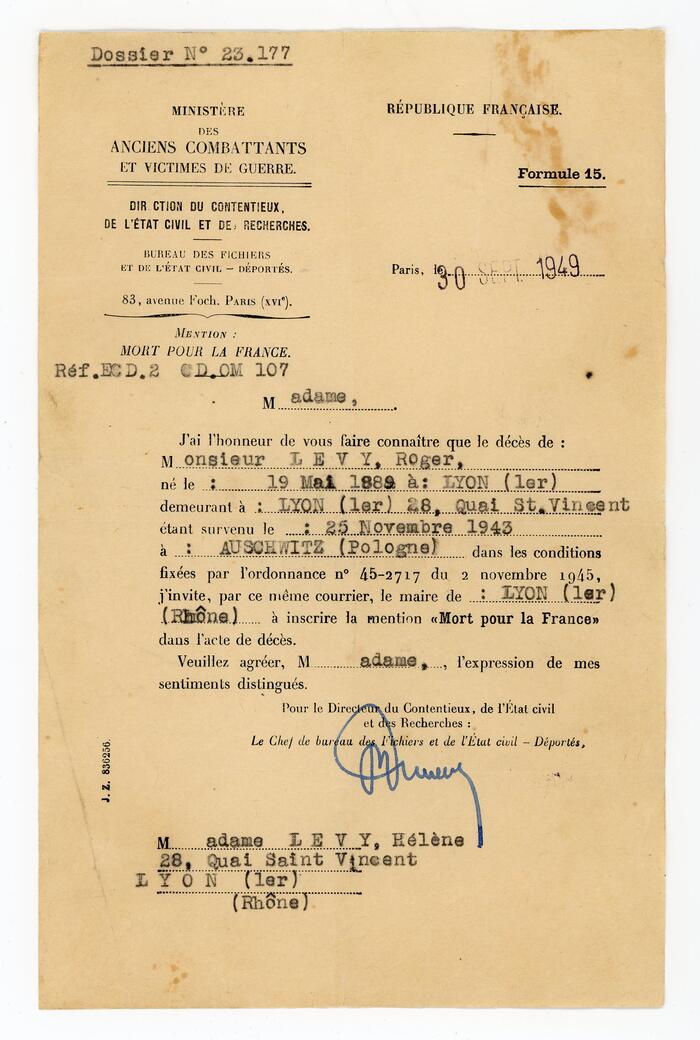 Dossier N° 23.177
MINISTÈRE
DES
ANCIENS COMBATTANTS
ET VICTIMES DE GUERRE.
DIR CTION DU CONTENTIEUX,
DE L'ÉTAT CIVIL ET DE RECHERCHES.
BUREAU DES FICHIERS
ET DE L'ÉTAT CIVIL – DÉPORTÉS.
83, avenue Foch. PARIS (XVIe).
MENTION :
MORT POUR LA FRANCE.
Réf.ECD.2 CD.OM 107
RÉPUBLIQUE FRANÇAISE.
Formule 15.
Paris, le 30 SEPT. 1949
M adame,
J'ai l'honneur de vous faire connaître que le décès de :
M onsieur L E V Y, Roger,
né le : 19 Mai 1889 à: LYON (1er)
demeurant à : LYON (1er) 28, Quai St.Vincent
étant survenu le : 25 Novembre 1943
à : AUSCHWITZ (Pologne) dans les conditions
fixées par l'ordonnance n° 45-2717 du 2 novembre 1945,
j'invite, par ce même courrier, le maire de : LYON (1er)
(Rhône) à inscrire la mention «Mort pour la France»
dans l'acte de décès.
Veuillez agréer, M adame, , l'expression de mes
sentiments distingués.
Pour le Directeur du Contentieux, de l'État civil
et des Recherches :
Le Chef de bureau des Fichiers et de l'État civil – Déportés,
J. Z. 836256.
M adame L E V Y, Hélène
28, Quai Saint Vincent
L Y O N (1er)
(Rhône)